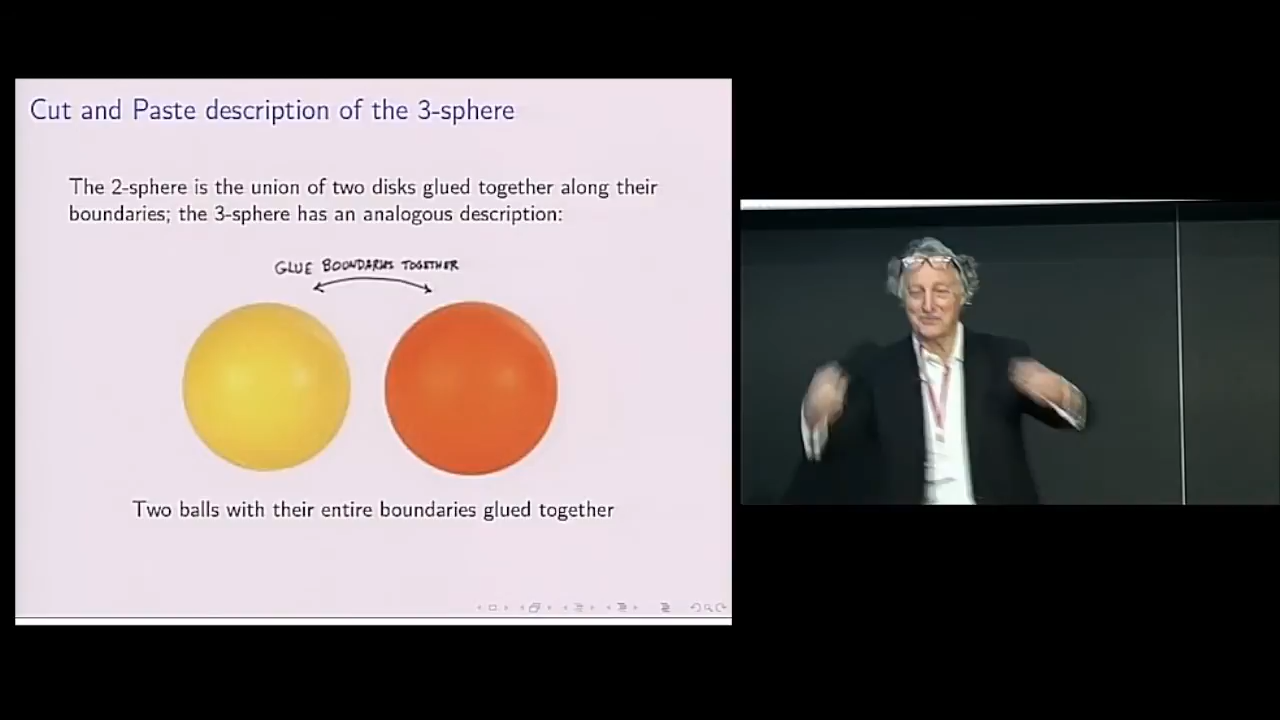 Cut and Paste description of the 3-sphere
The 2-sphere is the union of two disks glued together along their
boundaries; the 3-sphere has an analogous description:
GLUE BOUNDARIES TOGETHER
Two balls with their entire boundaries glued together